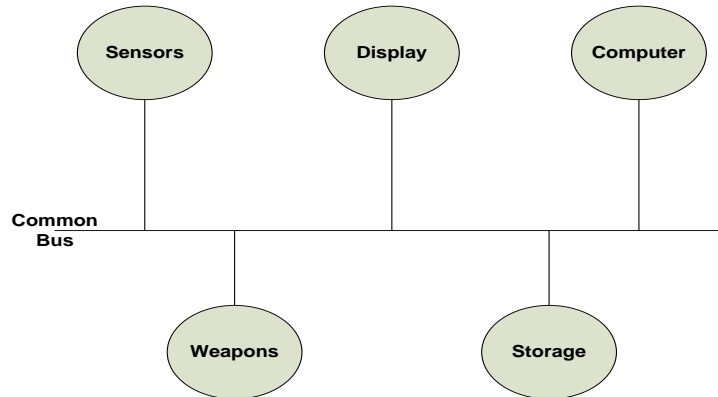 Sensors
Display
Computer
Common
Bus
Weapons
Storage